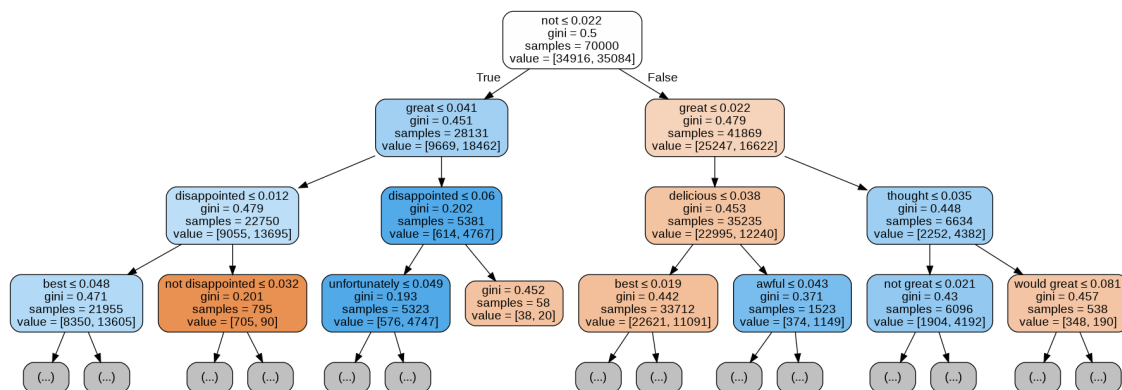 not ≤ 0.022
gini = 0.5
samples = 70000
value = [34916, 35084]
True
False
great ≤ 0.041
gini = 0.451
samples = 28131
value = [9669, 18462]
great ≤ 0.022
gini = 0.479
samples = 41869
value = [25247, 16622]
disappointed ≤ 0.012
gini = 0.479
samples = 22750
value = [9055, 13695]
disappointed ≤ 0.06
gini = 0.202
samples = 5381
value = [614, 4767]
delicious ≤ 0.038
gini = 0.453
samples = 35235
value = [22995, 12240]
thought ≤ 0.035
gini = 0.448
samples = 6634
value = [2252, 4382]
best ≤ 0.048
gini = 0.471
samples = 21955
value = [8350, 13605]
not disappointed ≤ 0.032
gini = 0.201
samples = 795
value = [705, 90]
unfortunately ≤ 0.049
gini = 0.193
samples = 5323
value = [576, 4747]
gini = 0.452
samples = 58
value = [38, 20]
best ≤ 0.019
gini = 0.442
samples = 33712
value = [22621, 11091]
awful ≤ 0.043
gini = 0.371
samples = 1523
value = [374, 1149]
not great ≤ 0.021
gini = 0.43
samples = 6096
value = [1904, 4192]
would great ≤ 0.081
gini = 0.457
samples = 538
value = [348, 190]
(...)
(...)
(...)
(...)
(...)
(...)
(...)
(...)
(...)
(...)
(...)
(...)
(...)
(...)